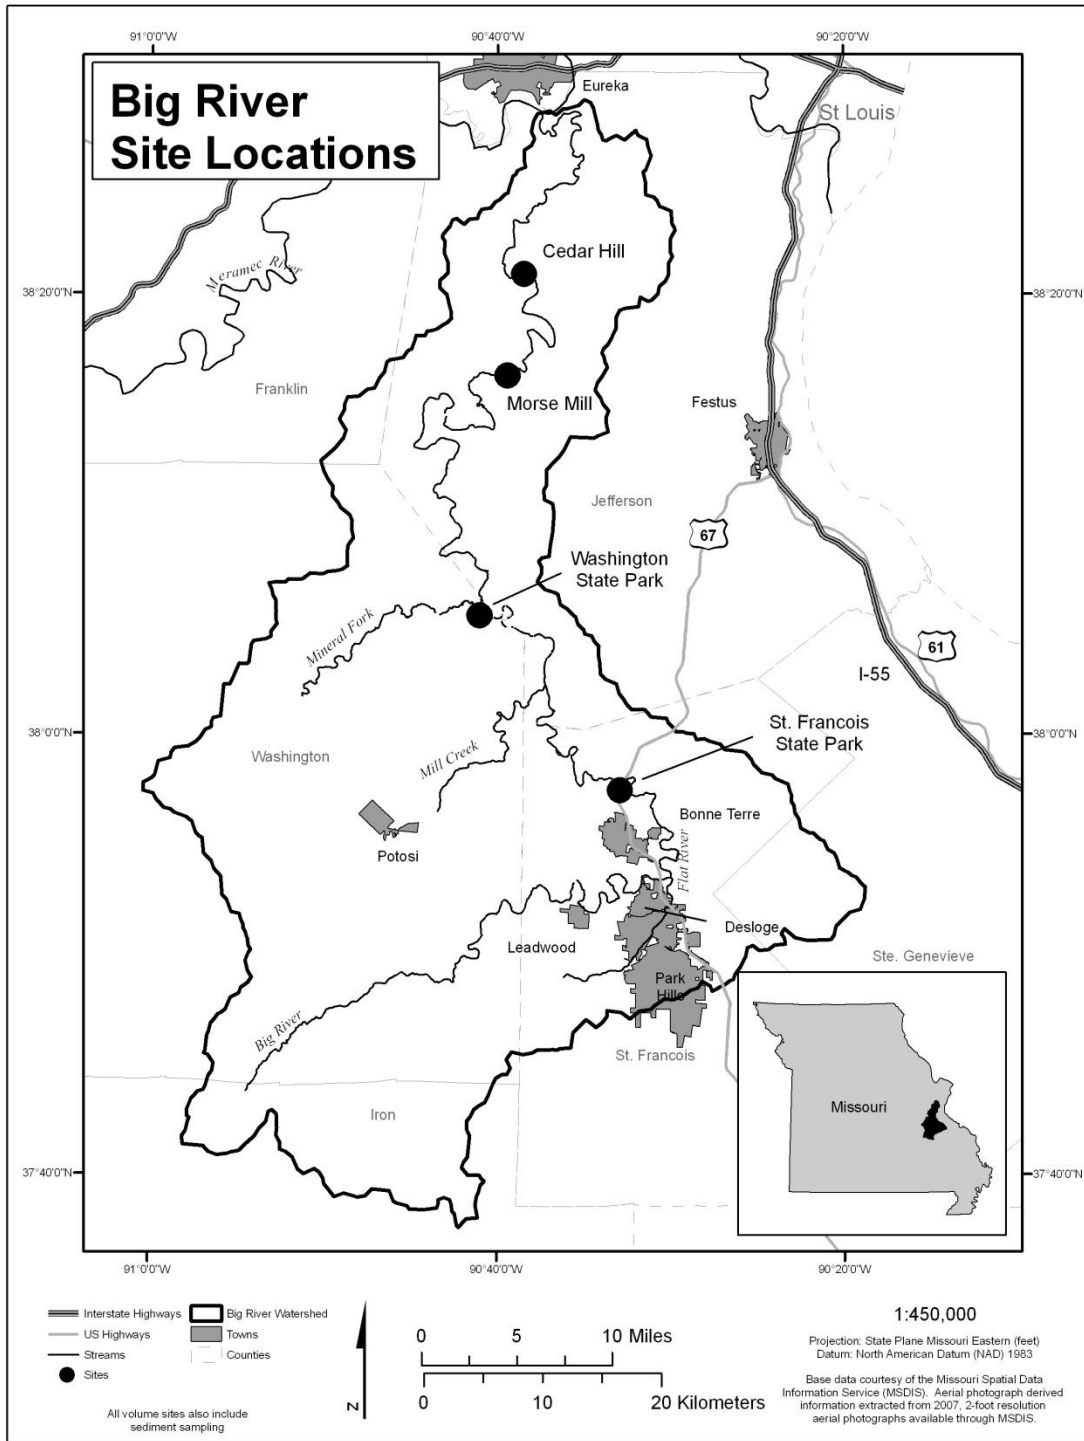 91°0'0"W
90°40'0"W
90°20'0"W
Big River
Site Locations
Eureka
St Louis
Cedar Hill
Meramec River
38°20'0"N
38°20'0"N
Franklin
Morse Mill
Festus
Jefferson
67
Washington
State Park
Mineral Fork
61
I-55
St. Francois
State Park
38°0'0"N
38°0'0"N
Washington
Mill Creek
Bonne Terre
Potosi
Flat River
Desloge
Leadwood
Ste. Genevieve
Park
Hills
Big River
St. Francois
Iron
Missouri
37°40'0"N
37°40'0"N
91°0'0"W
90°40'0"W
90°20'0"W
Interstate Highways
Big River Watershed
US Highways
Towns
Streams
Counties
Sites
All volume sites also include
sediment sampling
N
0 5 10 Miles
0 10 20 Kilometers
1:450,000
Projection: State Plane Missouri Eastern (feet)
Datum: North American Datum (NAD) 1983
Base data courtesy of the Missouri Spatial Data
Information Service (MSDIS). Aerial photograph derived
information extracted from 2007, 2-foot resolution
aerial photographs available through MSDIS.